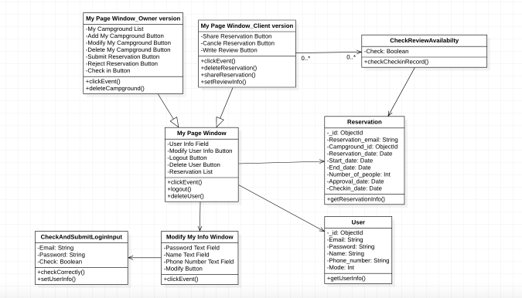 My Page Window_Owner version
-My Campground List
-Add My Campground Button
-Modify My Campground Button
-Delete My Campground Button
-Submit Reservation_Button
-Reject Reservation Button
-Check in Button
+clickEvent()
+deleteCampground()
My Page Window_Client version
-Share Reservation Button
-Cancle Reservation Button
-Write Review Button
+clickEvent()
+deleteReservation()
+shareReservation()
+setReviewInfo()
0..*
0..*
CheckReviewAvailabilty
-Check: Boolean
+checkCheckinRecord()
My Page Window
-User Info Field
-Modify User Info Button
-Logout Button
-Delete User Button
-Reservation List
+clickEvent()
+logout()
+deleteUser()
Reservation
-_id: ObjectId
-Reservation_email: String
-Campground_id: ObjectId
-Reservation_date: Date
-Start_date: Date
-End_date: Date
-Number_of_people: Int
-Approval_date: Date
-Checkin_date: Date
+getReservationInfo()
CheckAndSubmitLoginInput
-Email: String
-Password: String
-Check: Boolean
+checkCorrectly()
+setUserInfo()
Modify My Info Window
-Password Text Field
-Name Text Field
-Phone Number Text Field
-Modify Button
+clickEvent()
User
-_id: ObjectId
-Email: String
-Password: String
-Name: String
-Phone_number: String
-Mode: Int
+getUserInfo()